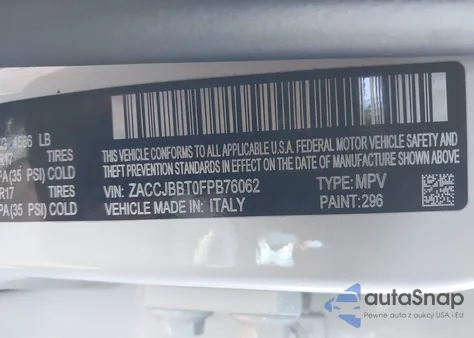 KG 4586 LB
R17 TIRES
PA(35 PSI) COLD
R17 TIRES
PA(35 PSI) COLD
THIS VEHICLE CONFORMS TO ALL APPLICABLE U.S.A. FEDERAL MOTOR VEHICLE SAFETY AND
THEFT PREVENTION STANDARDS IN EFFECT ON THE DATE OF MANUFACTURE SHOWN ABOVE.
VIN: ZACCJBBT0FPB76062 TYPE: MPV
VEHICLE MADE IN: ITALY PAINT: 296
autoSnap
Pewne auta z aukcji USA i EU